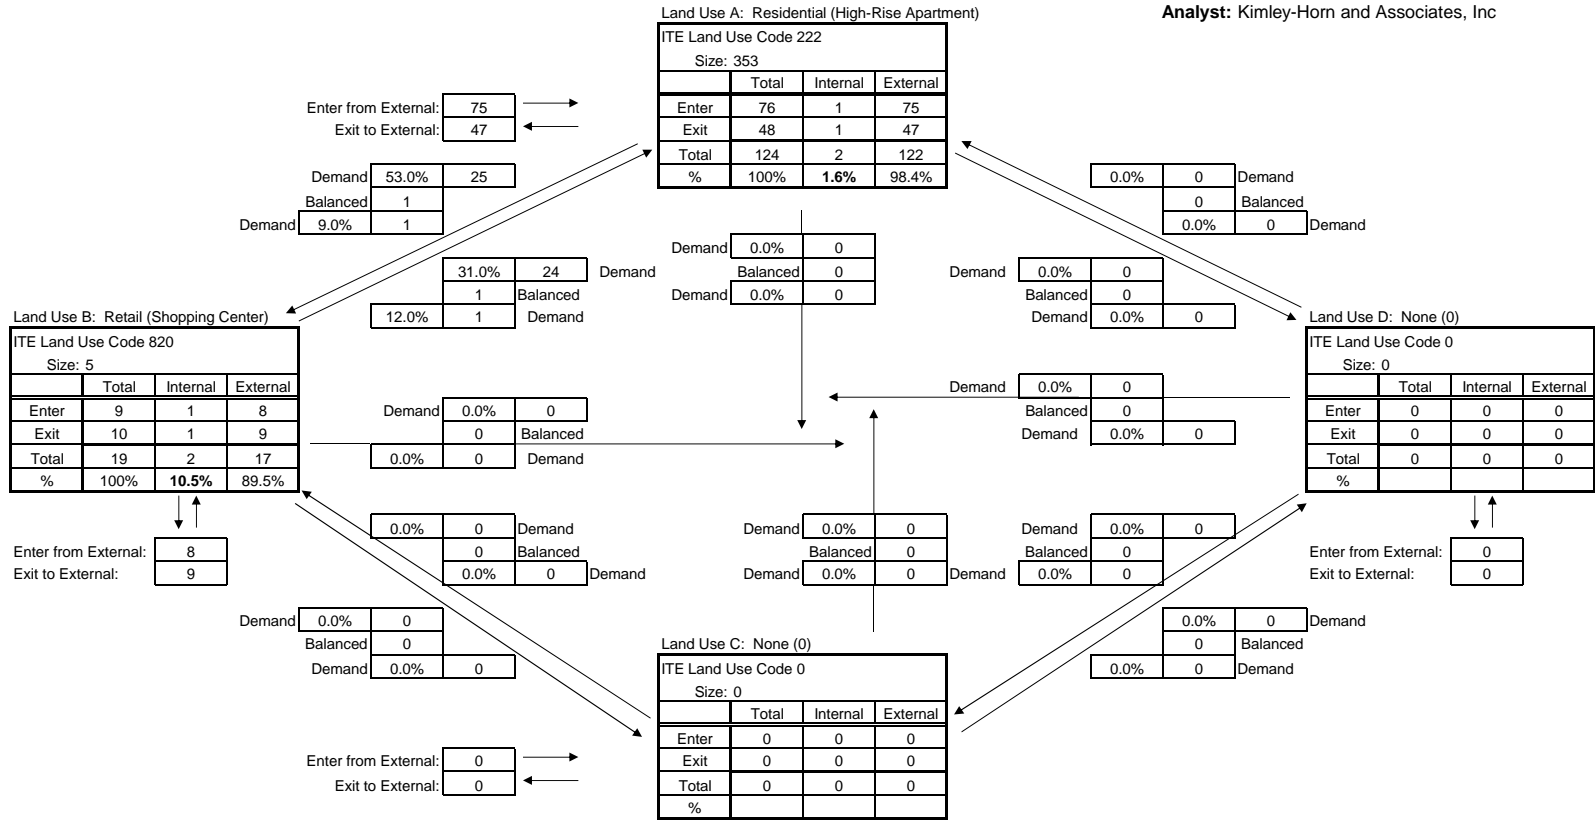 Land Use A: Residential (High-Rise Apartment)
Analyst: Kimley-Horn and Associates, Inc
ITE Land Use Code 222
Size: 353
Total Internal External
Enter 76 1 75
Exit 48 1 47
Total 124 2 122
% 100% 1.6% 98.4%
Enter from External: 75
Exit to External: 47
Demand 53.0% 25
Balanced 1
Demand 9.0% 1
31.0% 24 Demand
1 Balanced
12.0% 1 Demand
Demand 0.0% 0
Balanced 0
Demand 0.0% 0
0.0% 0 Demand
0 Balanced
0.0% 0 Demand
Demand 0.0% 0
Balanced 0
Demand 0.0% 0
Land Use B: Retail (Shopping Center)
ITE Land Use Code 820
Size: 5
Total Internal External
Enter 9 1 8
Exit 10 1 9
Total 19 2 17
% 100% 10.5% 89.5%
Enter from External: 8
Exit to External: 9
Demand 0.0% 0
0 Balanced
0.0% 0 Demand
Demand 0.0% 0
Balanced 0
Demand 0.0% 0
Land Use D: None (0)
ITE Land Use Code 0
Size: 0
Total Internal External
Enter 0 0 0
Exit 0 0 0
Total 0 0 0
%
Enter from External: 0
Exit to External: 0
0.0% 0 Demand
0 Balanced
0.0% 0 Demand
Demand 0.0% 0
Balanced 0
Demand 0.0% 0
Demand 0.0% 0
Balanced 0
Demand 0.0% 0
Demand 0.0% 0
Balanced 0
Demand 0.0% 0
0.0% 0 Demand
0 Balanced
0.0% 0 Demand
Land Use C: None (0)
ITE Land Use Code 0
Size: 0
Total Internal External
Enter 0 0 0
Exit 0 0 0
Total 0 0 0
%
Enter from External: 0
Exit to External: 0